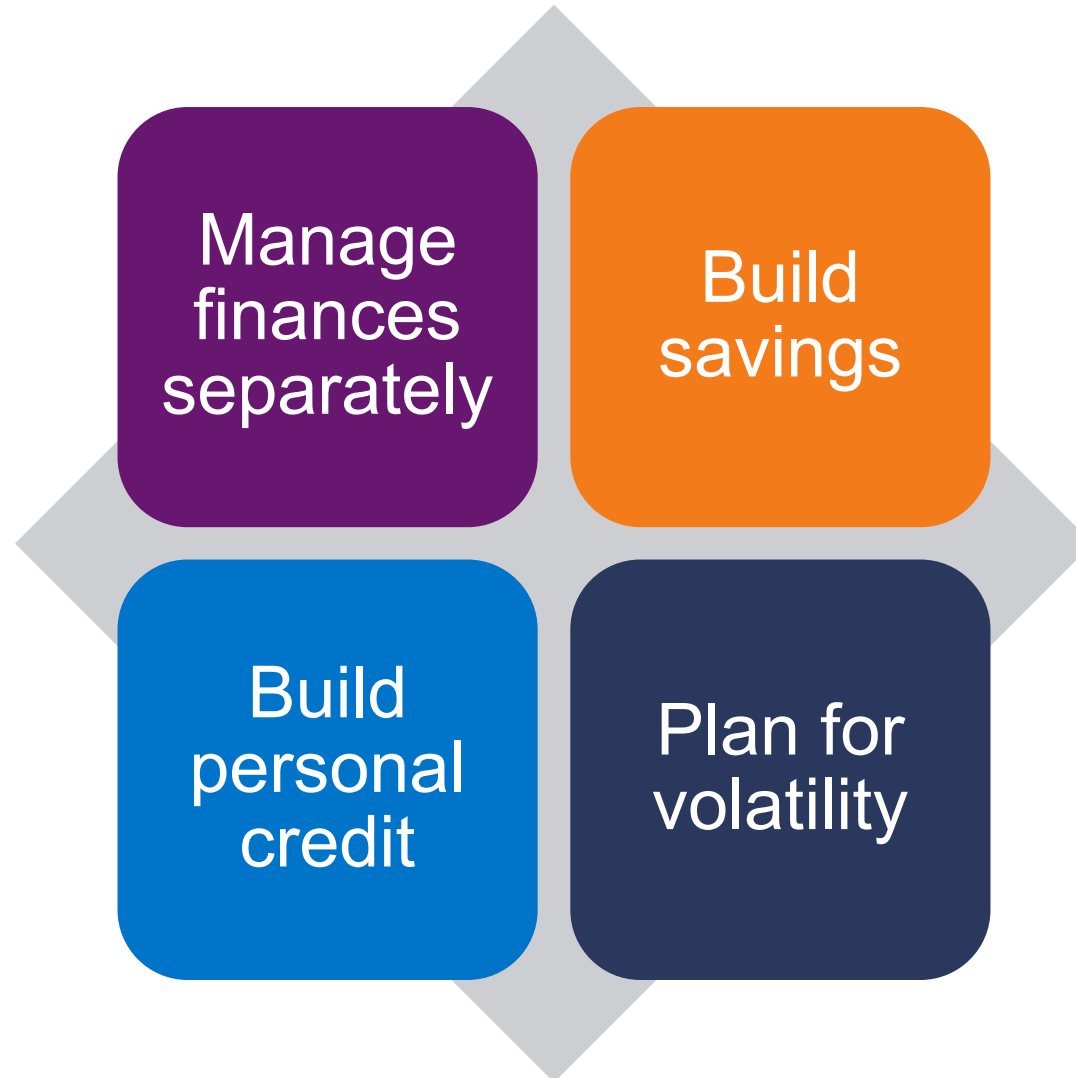 Manage
finances
separately
Build
savings
Build
personal
credit
Plan for
volatility